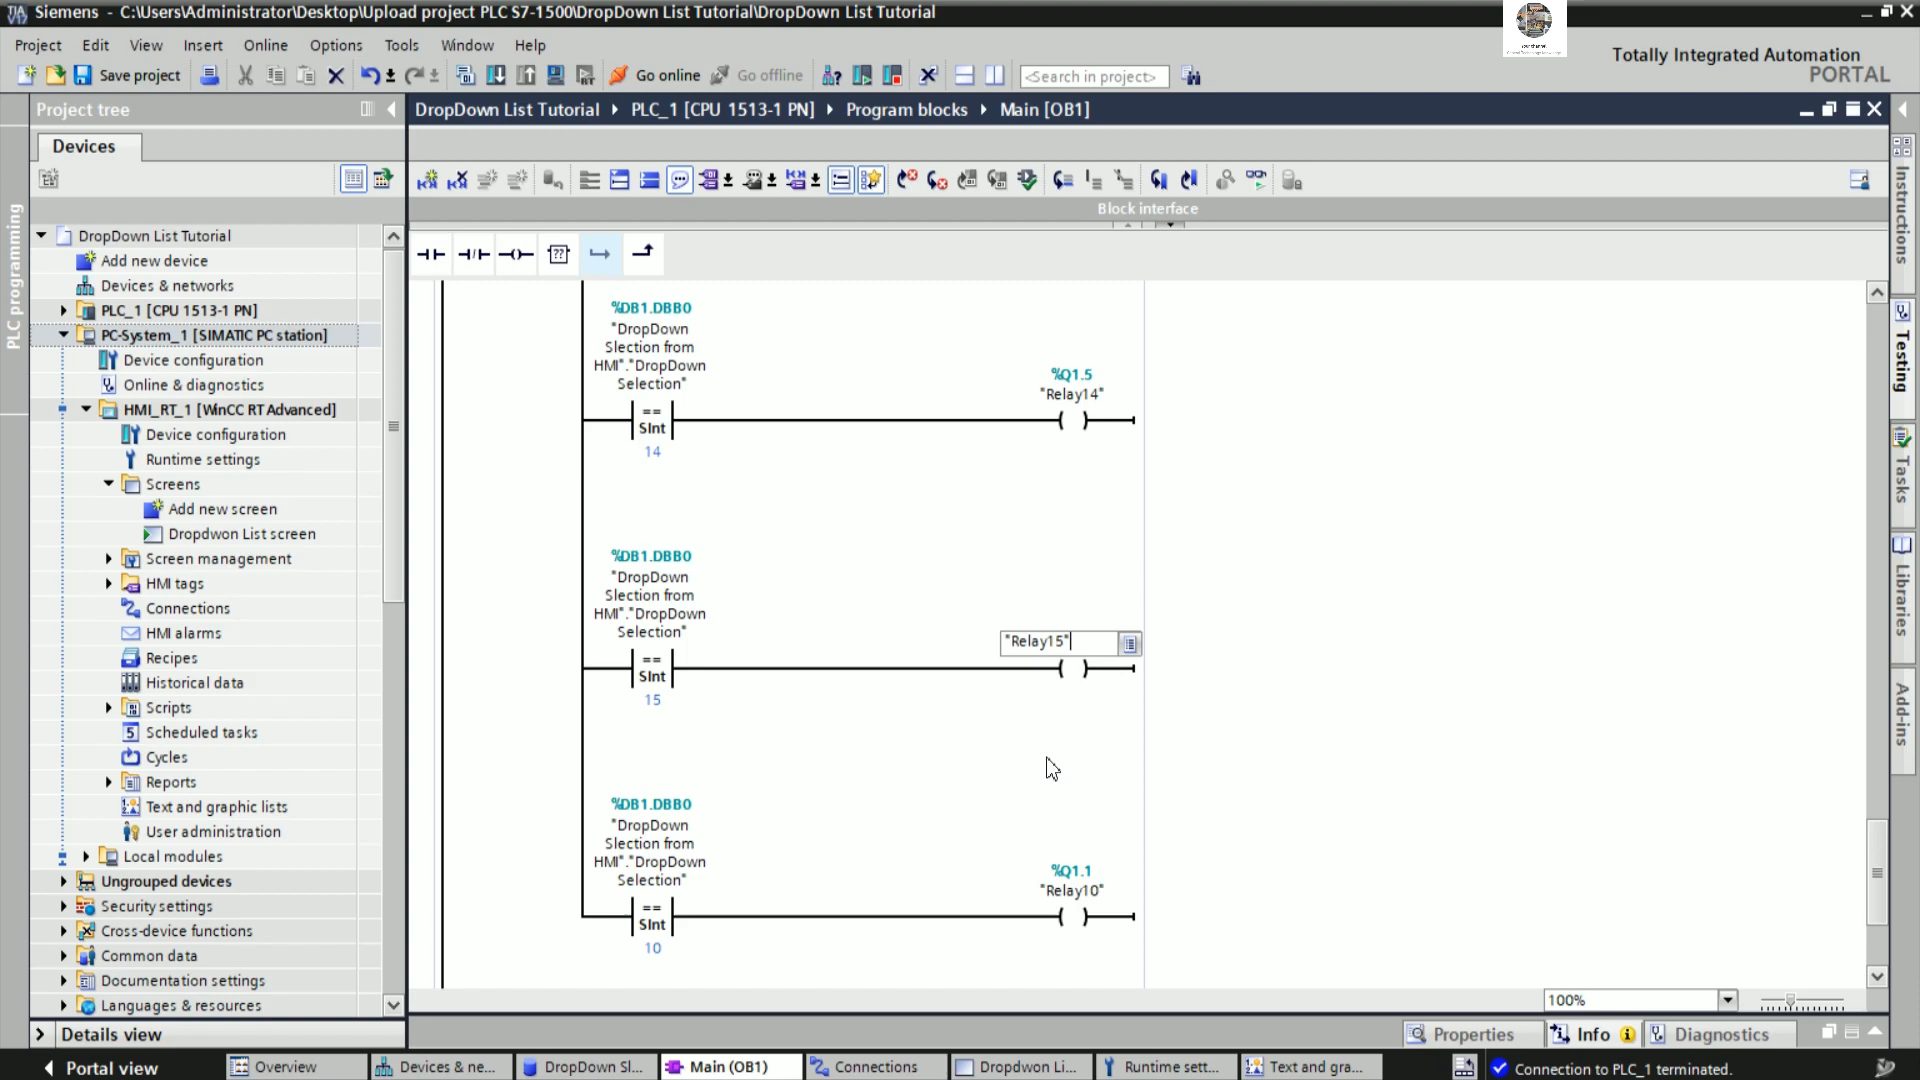 Siemens - C:\Users\Administrator\Desktop\Upload project PLC S7-1500\DropDown List Tutorial\DropDown List Tutorial
Project Edit View Insert Online Options Tools Window Help
Totally Integrated Automation
PORTAL
Save project
Go online
Go offline
<Search in project>
Project tree
DropDown List Tutorial PLC_1 [CPU 1513-1 PN] Program blocks Main [OB1]
Devices
PLC programming
Block interface
DropDown List Tutorial
Add new device
Devices & networks
PLC_1 [CPU 1513-1 PN]
PC-System_1 [SIMATIC PC station]
Device configuration
Online & diagnostics
HMI_RT_1 [WinCC RT Advanced]
Device configuration
Runtime settings
Screens
Add new screen
Dropdwon List screen
Screen management
HMI tags
Connections
HMI alarms
Recipes
Historical data
Scripts
Scheduled tasks
Cycles
Reports
Text and graphic lists
User administration
Local modules
Ungrouped devices
Security settings
Cross-device functions
Common data
Documentation settings
Languages & resources
Details view
??
%DB1.DBB0
"DropDown
Slection from
HMI"."DropDown
Selection"
==
SInt
14
%Q1.5
"Relay14"
%DB1.DBB0
"DropDown
Slection from
HMI"."DropDown
Selection"
==
SInt
15
"Relay15"
%DB1.DBB0
"DropDown
Slection from
HMI"."DropDown
Selection"
==
SInt
10
%Q1.1
"Relay10"
100%
Instructions
Testing
Tasks
Libraries
Add-ins
Properties
Info
Diagnostics
Portal view
Overview
Devices & ne...
DropDown Sl...
Main (OB1)
Connections
Dropdwon Li...
Runtime sett...
Text and gra...
Connection to PLC_1 terminated.